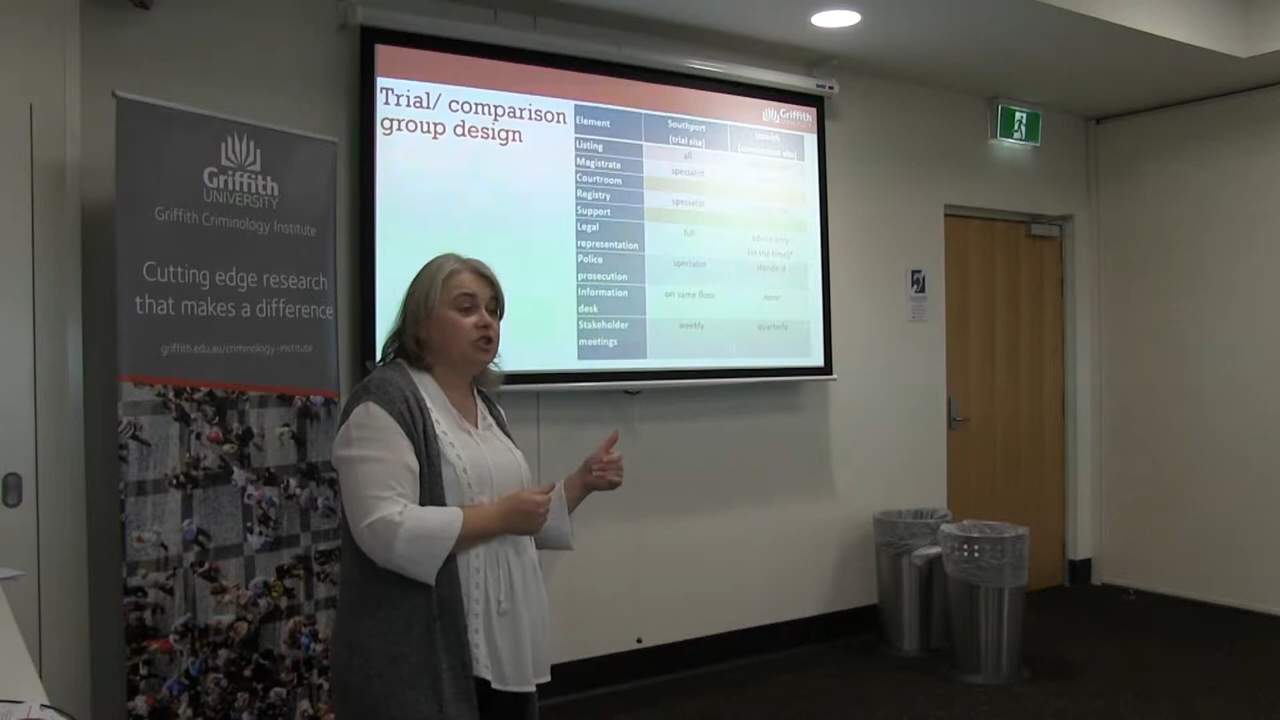 Griffith
UNIVERSITY
Griffith Criminology Institute
Cutting edge research
that makes a difference
griffith.edu.au/criminology-institute
Trial/ comparison
group design
Griffith
Element Southport
(trial site)
Listing all
Magistrate specialist
Courtroom
Registry specialist
Support
Legal full
representation
Police specialist standard
prosecution
Information on same floor none
desk
Stakeholder weekly quarterly
meetings